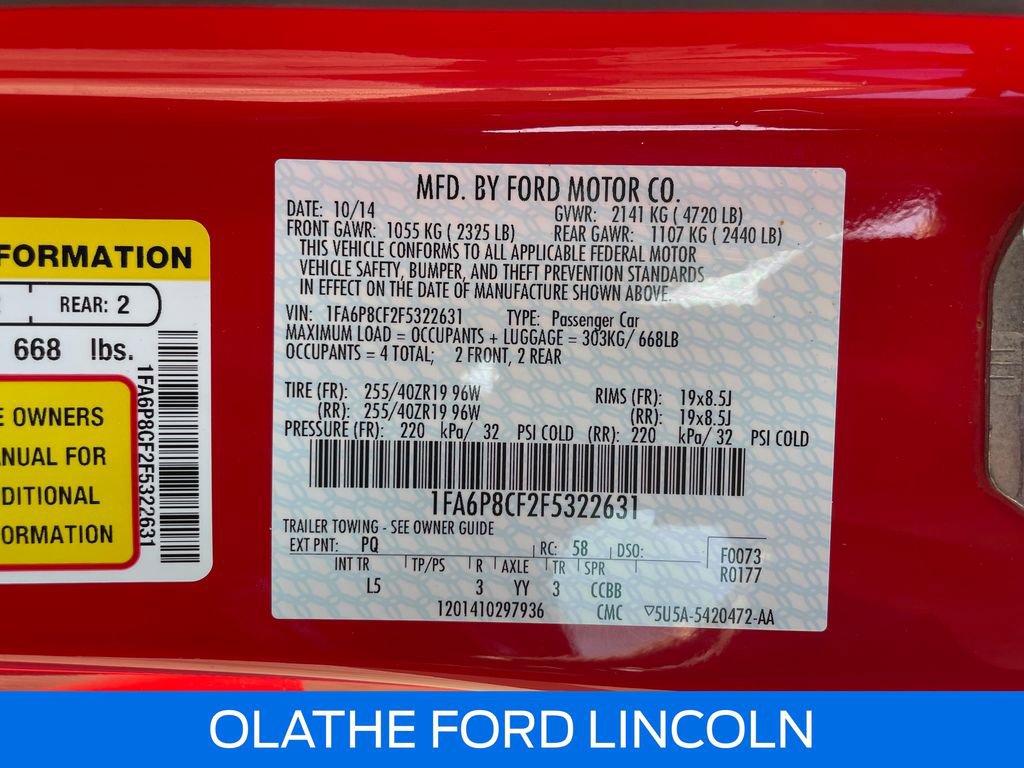 FORMATION
REAR: 2
668 lbs.
E OWNERS
NUAL FOR
DITIONAL
ORMATION
1FA6P8CF2F5322631
MFD. BY FORD MOTOR CO.
DATE: 10/14 GVWR: 2141 KG ( 4720 LB)
FRONT GAWR: 1055 KG ( 2325 LB) REAR GAWR: 1107 KG ( 2440 LB)
THIS VEHICLE CONFORMS TO ALL APPLICABLE FEDERAL MOTOR
VEHICLE SAFETY, BUMPER, AND THEFT PREVENTION STANDARDS
IN EFFECT ON THE DATE OF MANUFACTURE SHOWN ABOVE.
VIN: 1FA6P8CF2F5322631 TYPE: Passenger Car
MAXIMUM LOAD = OCCUPANTS + LUGGAGE = 303KG/ 668LB
OCCUPANTS = 4 TOTAL; 2 FRONT, 2 REAR
TIRE (FR): 255/40ZR19 96W RIMS (FR): 19x8.5J
(RR): 255/40ZR19 96W (RR): 19x8.5J
PRESSURE (FR): 220 kPa/ 32 PSI COLD (RR): 220 kPa/ 32 PSI COLD
1FA6P8CF2F5322631
TRAILER TOWING - SEE OWNER GUIDE
EXT PNT: PQ RC: 58 DSO: F0073
INT TR TP/PS R AXLE TR SPR R0177
L5 3 YY 3 CCBB
1201410297936 CMC ▽5U5A-5420472-AA
OLATHE FORD LINCOLN